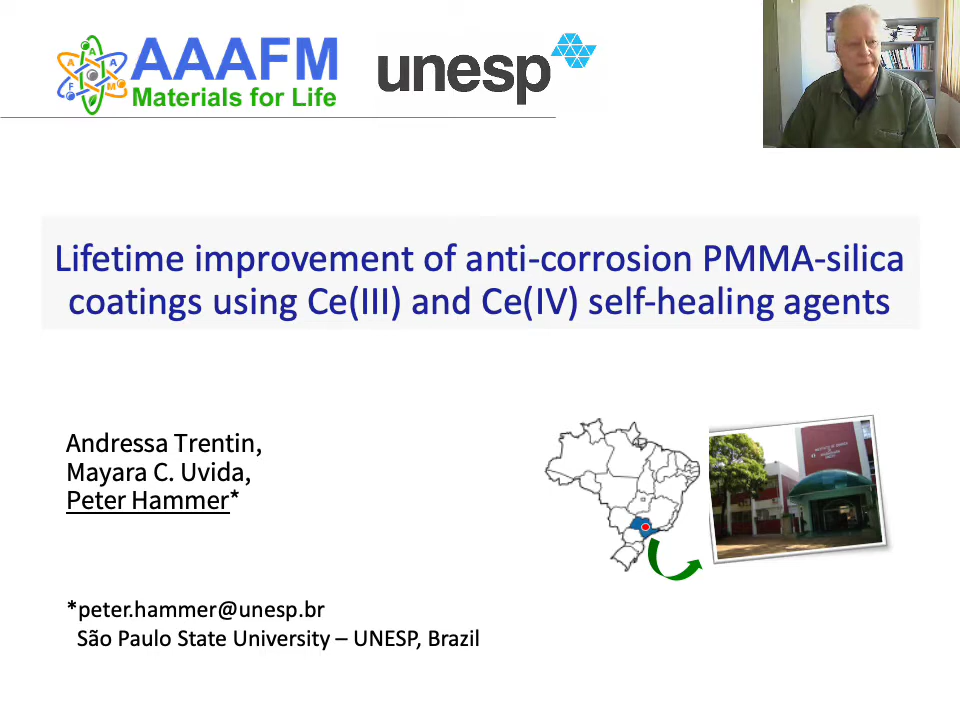 AAAFM
Materials for Life
unesp
Lifetime improvement of anti-corrosion PMMA-silica
coatings using Ce(III) and Ce(IV) self-healing agents
Andressa Trentin,
Mayara C. Uvida,
Peter Hammer*
*peter.hammer@unesp.br
São Paulo State University – UNESP, Brazil